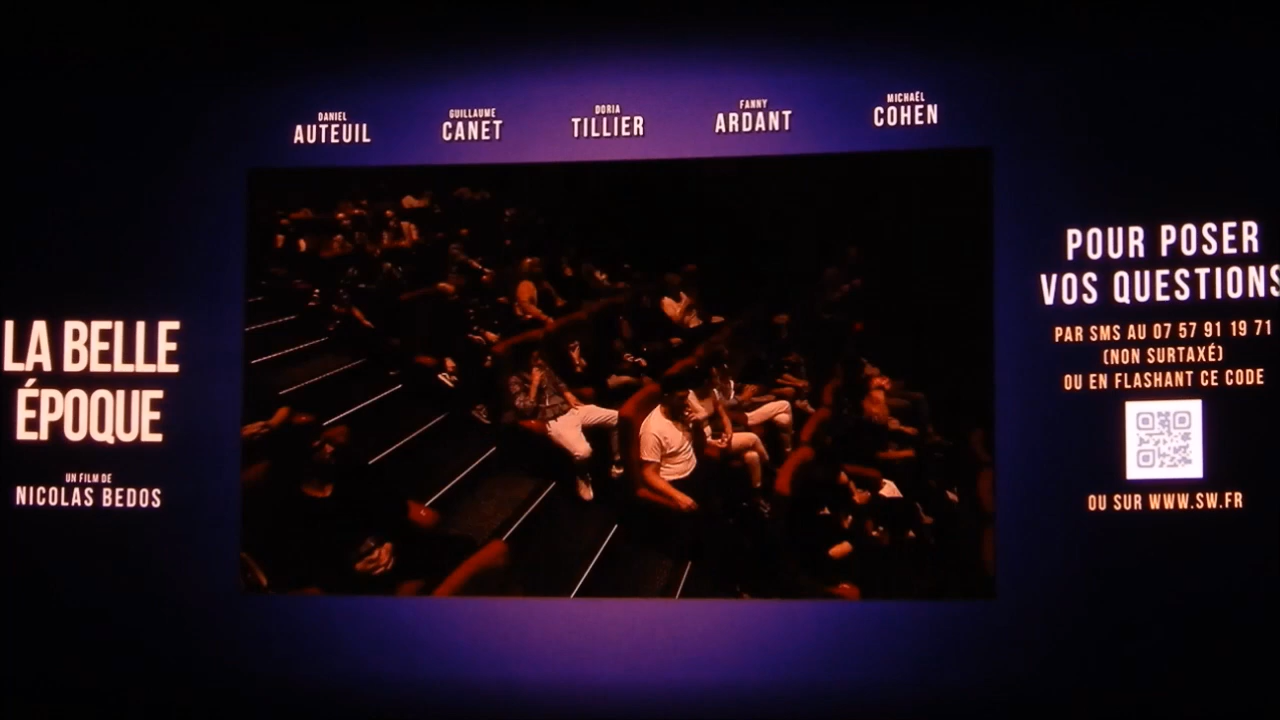 DANIEL
AUTEUIL
GUILLAUME
CANET
DORIA
TILLIER
FANNY
ARDANT
MICHAËL
COHEN
LA BELLE
ÉPOQUE
UN FILM DE
NICOLAS BEDOS
POUR POSER
VOS QUESTIONS
PAR SMS AU 07 57 91 19 71
(NON SURTAXÉ)
OU EN FLASHANT CE CODE
OU SUR WWW.SW.FR